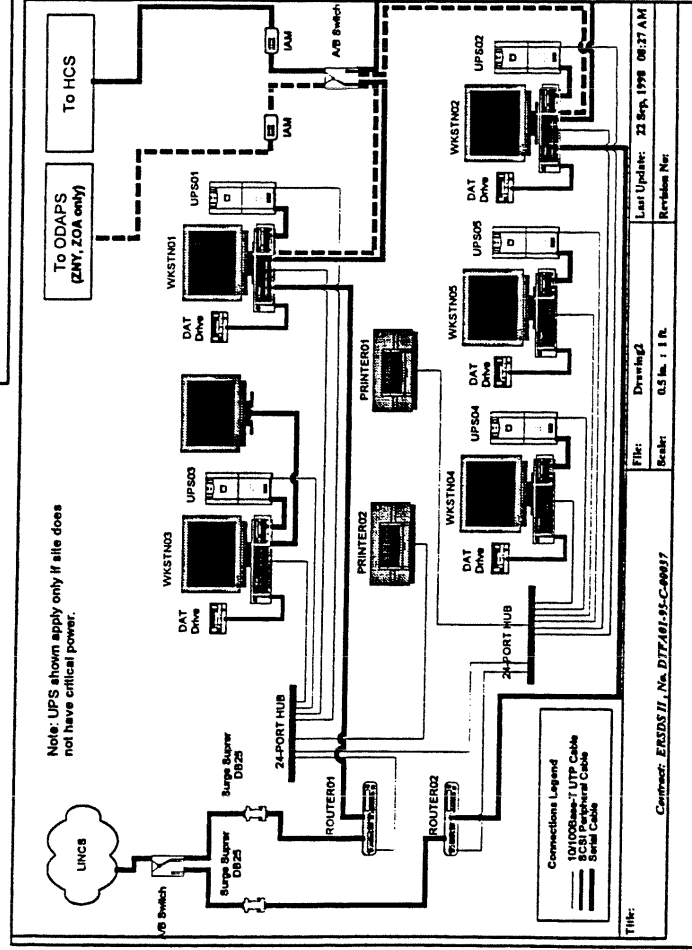 Note: UPS shown apply only if site does
not have critical power.
To ODAPS
(ZNY, ZOA only)
To HCS
IAM
IAM
A/B Switch
LINCS
A/B Switch
Surge Suprer
DB25
Surge Suprer
DB25
24-PORT HUB
ROUTER01
ROUTER02
DAT
Drive
WKSTN03
UPS03
DAT
Drive
WKSTN01
UPS01
PRINTER02
PRINTER01
24-PORT HUB
DAT
Drive
WKSTN04
UPS04
DAT
Drive
WKSTN05
UPS05
DAT
Drive
WKSTN02
UPS02
Connections Legend
10/100Base-T UTP Cable
SCSI Peripheral Cable
Serial Cable
Title:
Contract: ERSDS II, No. DTFA01-95-C-00037
File: Drawing2
Last Update: 22 Sep, 1998 08:27 AM
Scale: 0.5 in. : 1 ft.
Revision No: